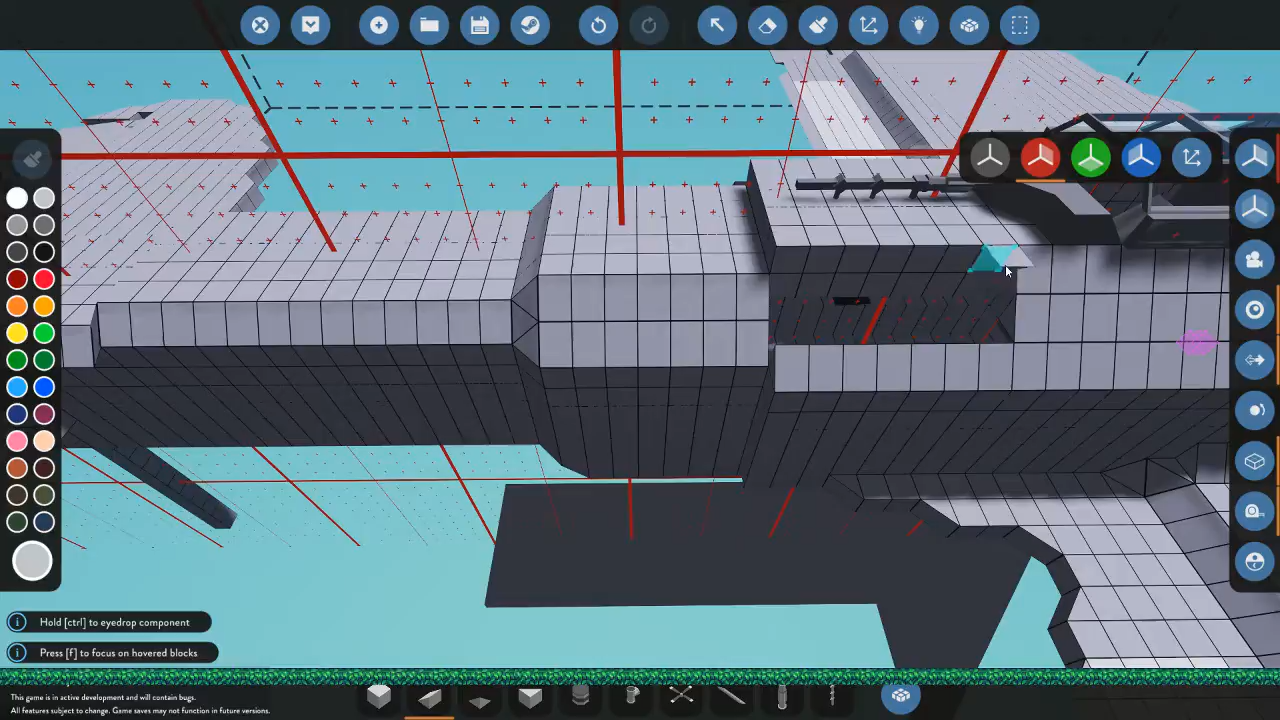 Hold [ctrl] to eyedrop component
Press [f] to focus on hovered blocks
This game is in active development and will contain bugs.
All features subject to change. Game saves may not function in future versions.